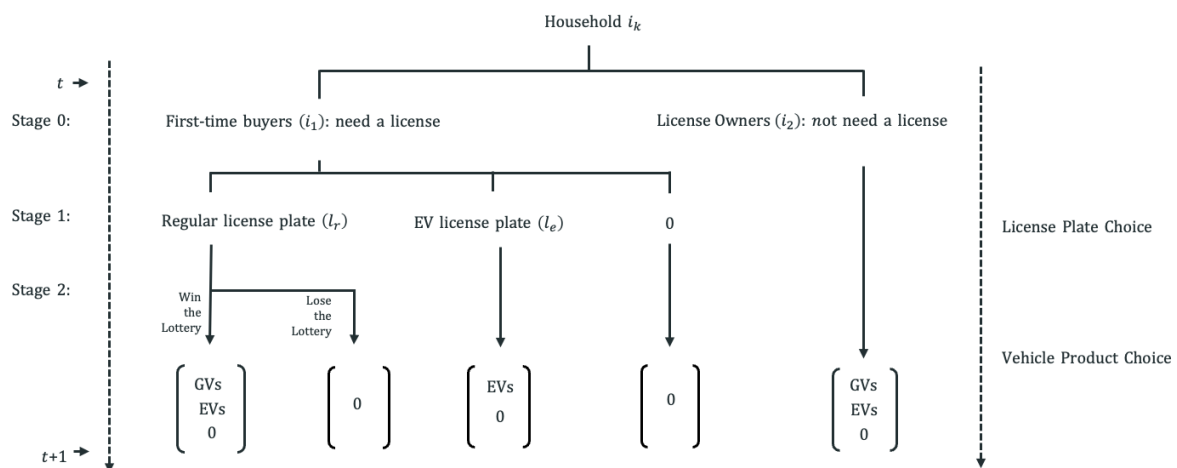 Household i_k
t
Stage 0:
First-time buyers (i_1): need a license
License Owners (i_2): not need a license
Stage 1:
Regular license plate (l_r)
EV license plate (l_e)
0
License Plate Choice
Stage 2:
Win
the
Lottery
Lose
the
Lottery
Vehicle Product Choice
GVs
EVs
0
0
EVs
0
0
GVs
EVs
0
t+1